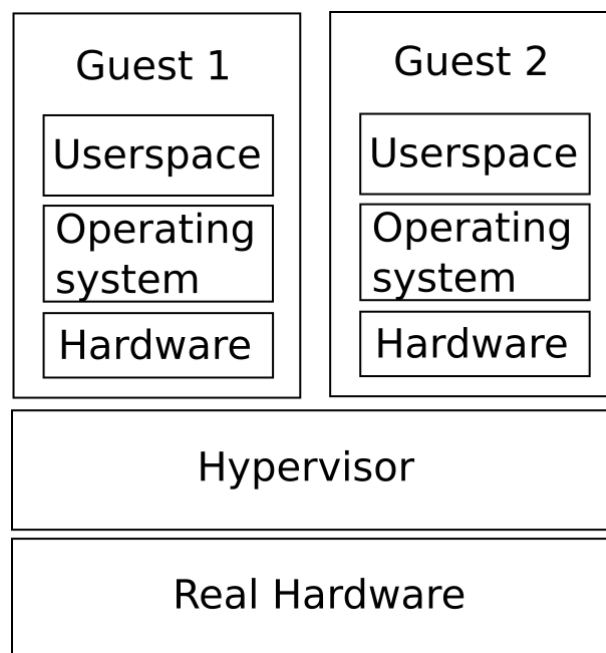 Guest 1
Userspace
Operating
system
Hardware
Guest 2
Userspace
Operating
system
Hardware
Hypervisor
Real Hardware